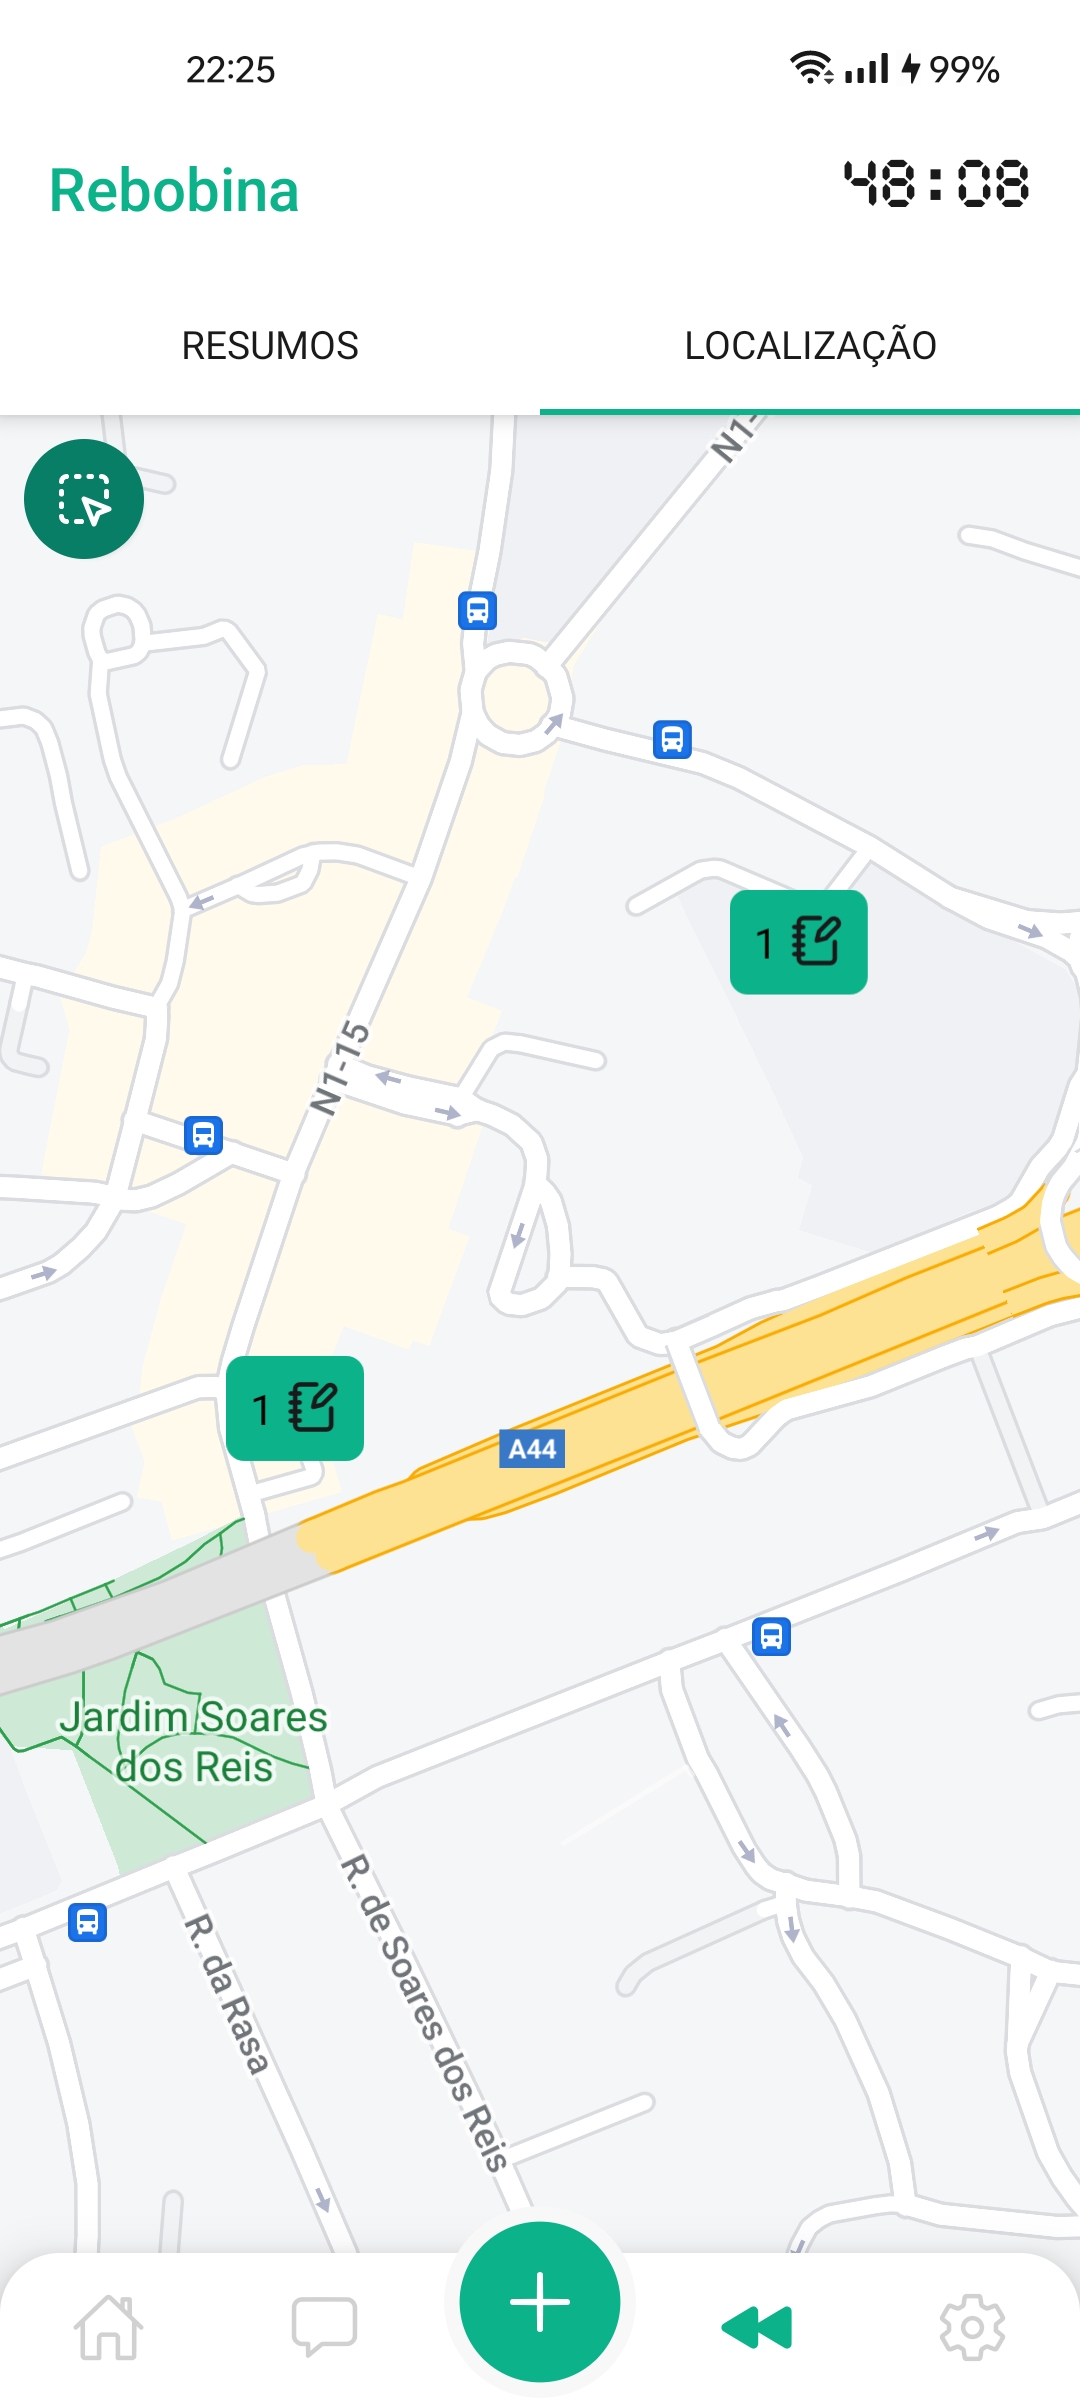 22:25
99%
Rebobina
48:08
RESUMOS
LOCALIZAÇÃO
N1-
1
N1-15
1
A44
Jardim Soares
dos Reis
R. da Rasa
R. de Soares dos Reis